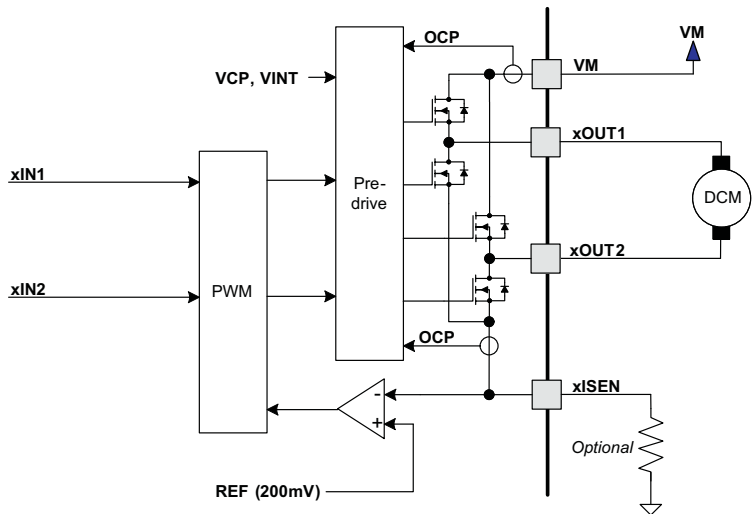 OCP
VM
VM
VCP, VINT
xOUT1
xIN1
Pre-
drive
DCM
xOUT2
xIN2
PWM
OCP
xISEN
-
+
Optional
REF (200mV)